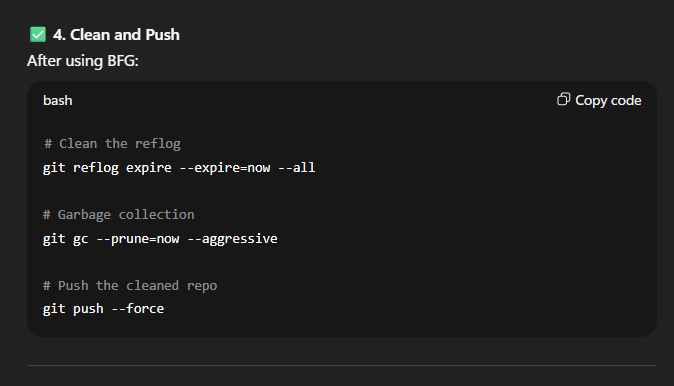 ✅ 4. Clean and Push
After using BFG:
bash Copy code
# Clean the reflog
git reflog expire --expire=now --all
# Garbage collection
git gc --prune=now --aggressive
# Push the cleaned repo
git push --force